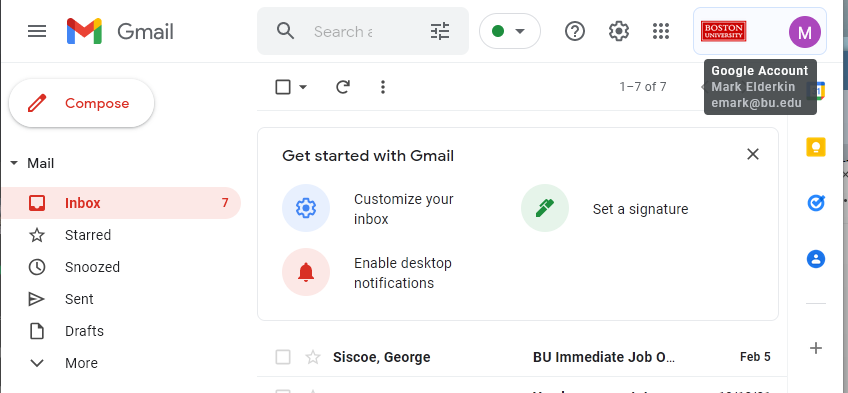 Gmail
Search a
BOSTON
UNIVERSITY
M
Google Account
Mark Elderkin
emark@bu.edu
Compose
1–7 of 7
Mail
Get started with Gmail
Inbox 7
Customize your
inbox
Set a signature
Starred
Snoozed
Enable desktop
notifications
Sent
Drafts
More
Siscoe, George BU Immediate Job O... Feb 5